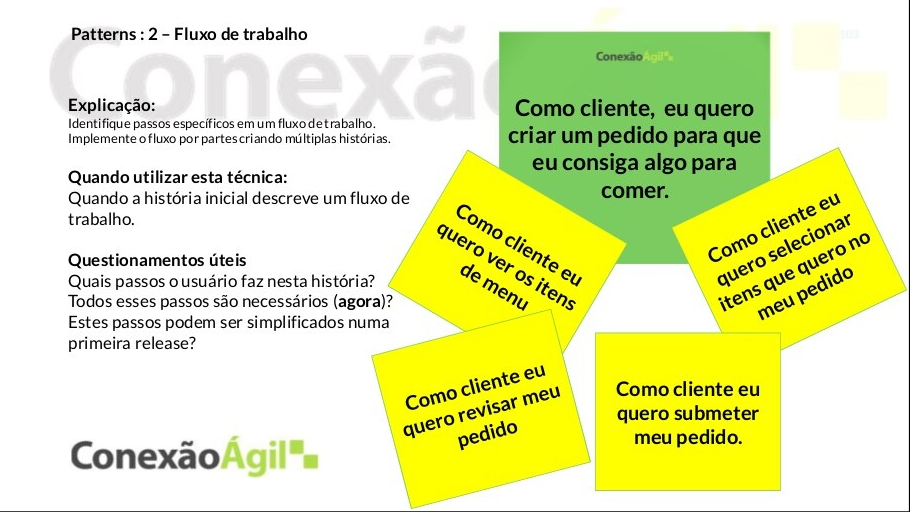 Patterns : 2 – Fluxo de trabalho
Conexão
Explicação:
Identifique passos específicos em um fluxo de trabalho.
Implemente o fluxo por partes criando múltiplas histórias.
Quando utilizar esta técnica:
Quando a história inicial descreve um fluxo de
trabalho.
Questionamentos úteis
Quais passos o usuário faz nesta história?
Todos esses passos são necessários (agora)?
Estes passos podem ser simplificados numa
primeira release?
ConexãoÁgil
ConexãoÁgil
Como cliente, eu quero
criar um pedido para que
eu consiga algo para
comer.
Como cliente eu
quero ver os itens
de menu
Como cliente eu
quero selecionar
itens que quero no
meu pedido
Como cliente eu
quero revisar meu
pedido
Como cliente eu
quero submeter
meu pedido.